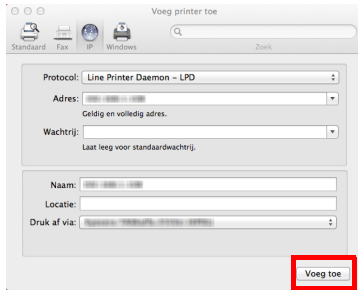 Voeg printer toe
Standaard Fax IP Windows Zoek
Protocol: Line Printer Daemon – LPD
Adres:
Geldig en volledig adres.
Wachtrij:
Laat leeg voor standaardwachtrij.
Naam:
Locatie:
Druk af via:
Voeg toe